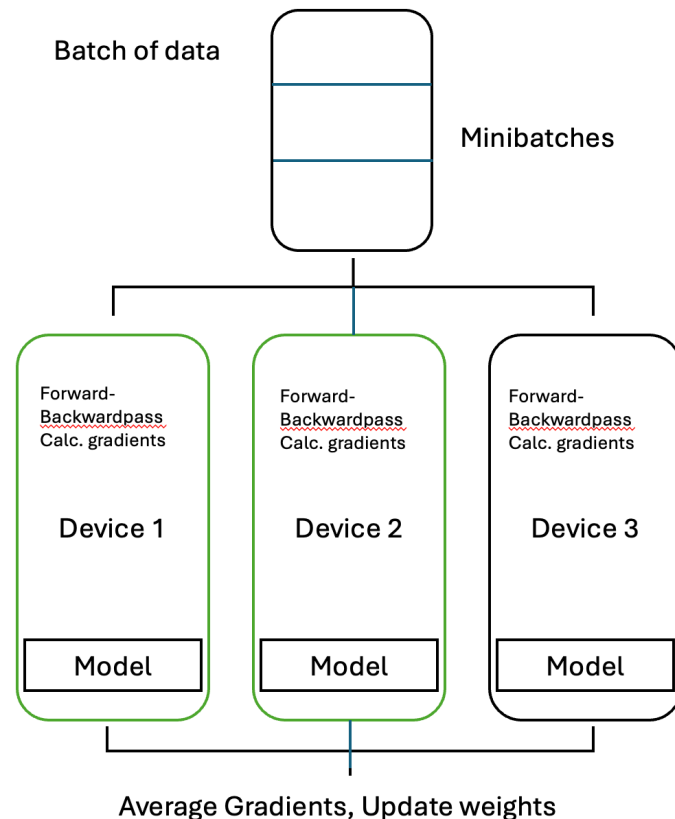 Batch of data
Minibatches
Forward-
Backwardpass
Calc. gradients
Device 1
Model
Forward-
Backwardpass
Calc. gradients
Device 2
Model
Forward-
Backwardpass
Calc. gradients
Device 3
Model
Average Gradients, Update weights